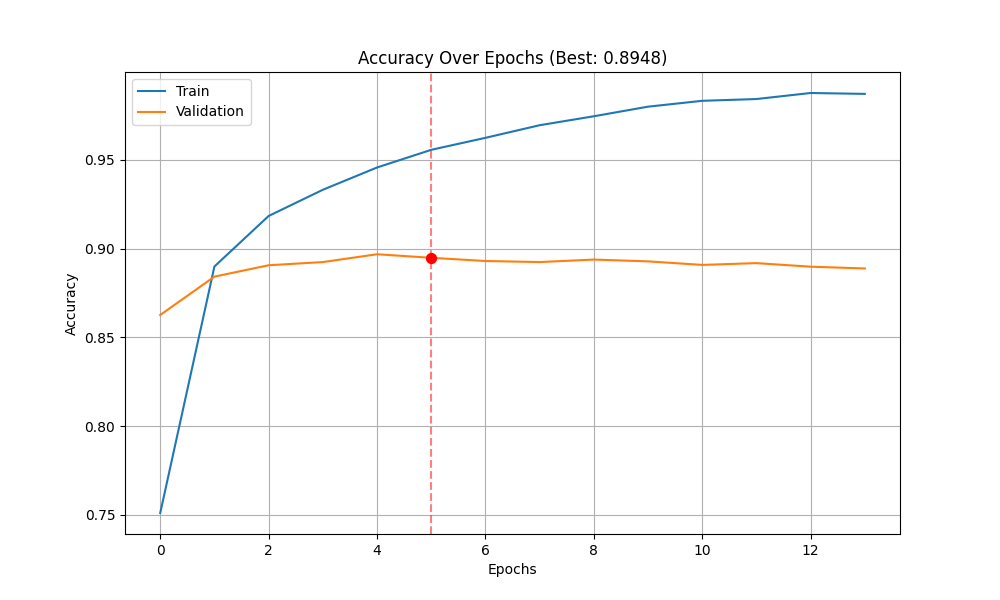 Accuracy Over Epochs (Best: 0.8948)
Train
Validation
0.95
0.90
0.85
0.80
0.75
Accuracy
0 2 4 6 8 10 12
Epochs